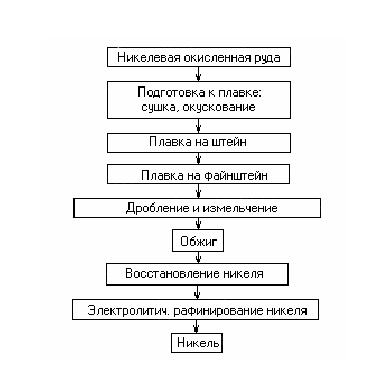 Никелевая окисленная руда
Подготовка к плавке:
сушка, окускование
Плавка на штейн
Плавка на файнштейн
Дробление и измельчение
Обжиг
Восстановление никеля
Электролитич. рафинирование никеля
Никель